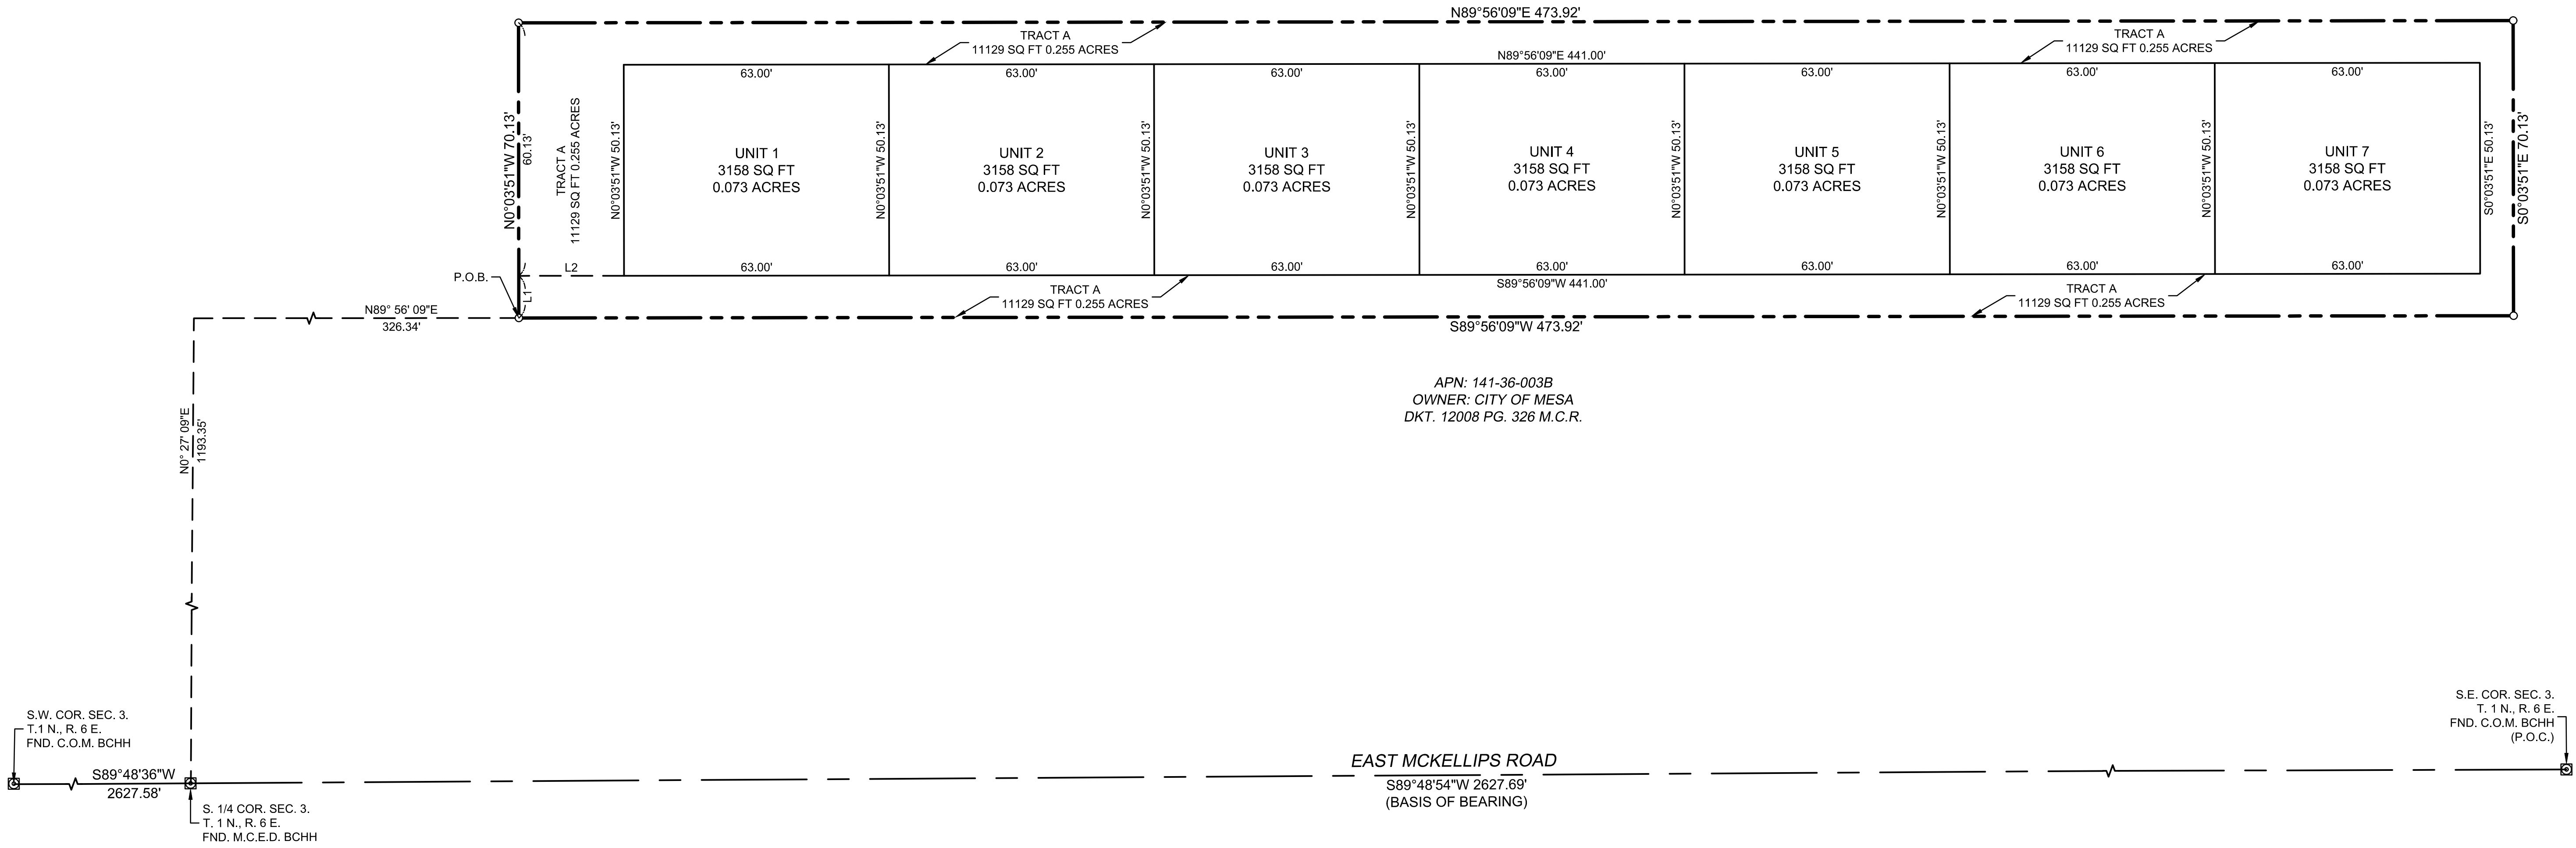 N89°56'09"E 473.92'
TRACT A
11129 SQ FT 0.255 ACRES
TRACT A
11129 SQ FT 0.255 ACRES
N89°56'09"E 441.00'
63.00'
63.00'
63.00'
63.00'
63.00'
63.00'
63.00'
N0°03'51"W 70.13'
60.13'
TRACT A
11129 SQ FT 0.255 ACRES
N0°03'51"W 50.13'
UNIT 1
3158 SQ FT
0.073 ACRES
N0°03'51"W 50.13'
UNIT 2
3158 SQ FT
0.073 ACRES
N0°03'51"W 50.13'
UNIT 3
3158 SQ FT
0.073 ACRES
N0°03'51"W 50.13'
UNIT 4
3158 SQ FT
0.073 ACRES
N0°03'51"W 50.13'
UNIT 5
3158 SQ FT
0.073 ACRES
N0°03'51"W 50.13'
UNIT 6
3158 SQ FT
0.073 ACRES
N0°03'51"W 50.13'
UNIT 7
3158 SQ FT
0.073 ACRES
S0°03'51"E 50.13'
S0°03'51"E 70.13'
L2
63.00'
63.00'
63.00'
63.00'
63.00'
63.00'
63.00'
P.O.B.
L1
S89°56'09"W 441.00'
TRACT A
11129 SQ FT 0.255 ACRES
TRACT A
11129 SQ FT 0.255 ACRES
N89° 56' 09"E
326.34'
S89°56'09"W 473.92'
APN: 141-36-003B
OWNER: CITY OF MESA
DKT. 12008 PG. 326 M.C.R.
N0° 27' 09"E
1193.35'
S.W. COR. SEC. 3.
T.1 N., R. 6 E.
FND. C.O.M. BCHH
S.E. COR. SEC. 3.
T. 1 N., R. 6 E.
FND. C.O.M. BCHH
(P.O.C.)
S89°48'36"W
2627.58'
EAST MCKELLIPS ROAD
S89°48'54"W 2627.69'
(BASIS OF BEARING)
S. 1/4 COR. SEC. 3.
T. 1 N., R. 6 E.
FND. M.C.E.D. BCHH